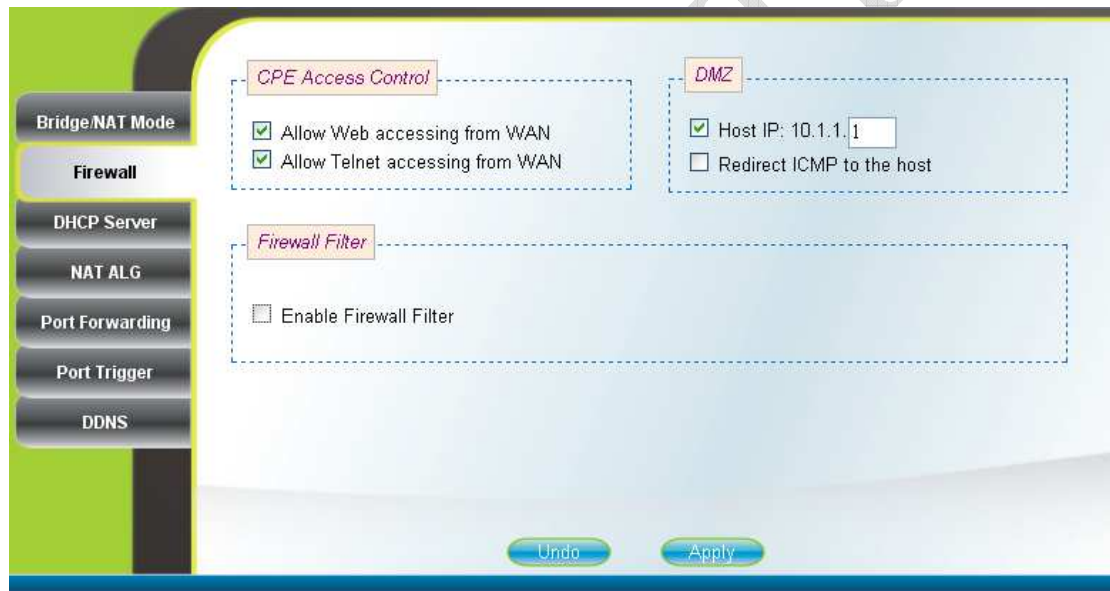 Bridge/NAT Mode
Firewall
DHCP Server
NAT ALG
Port Forwarding
Port Trigger
DDNS
CPE Access Control
Allow Web accessing from WAN
Allow Telnet accessing from WAN
DMZ
Host IP: 10.1.1. 1
Redirect ICMP to the host
Firewall Filter
Enable Firewall Filter
Undo
Apply